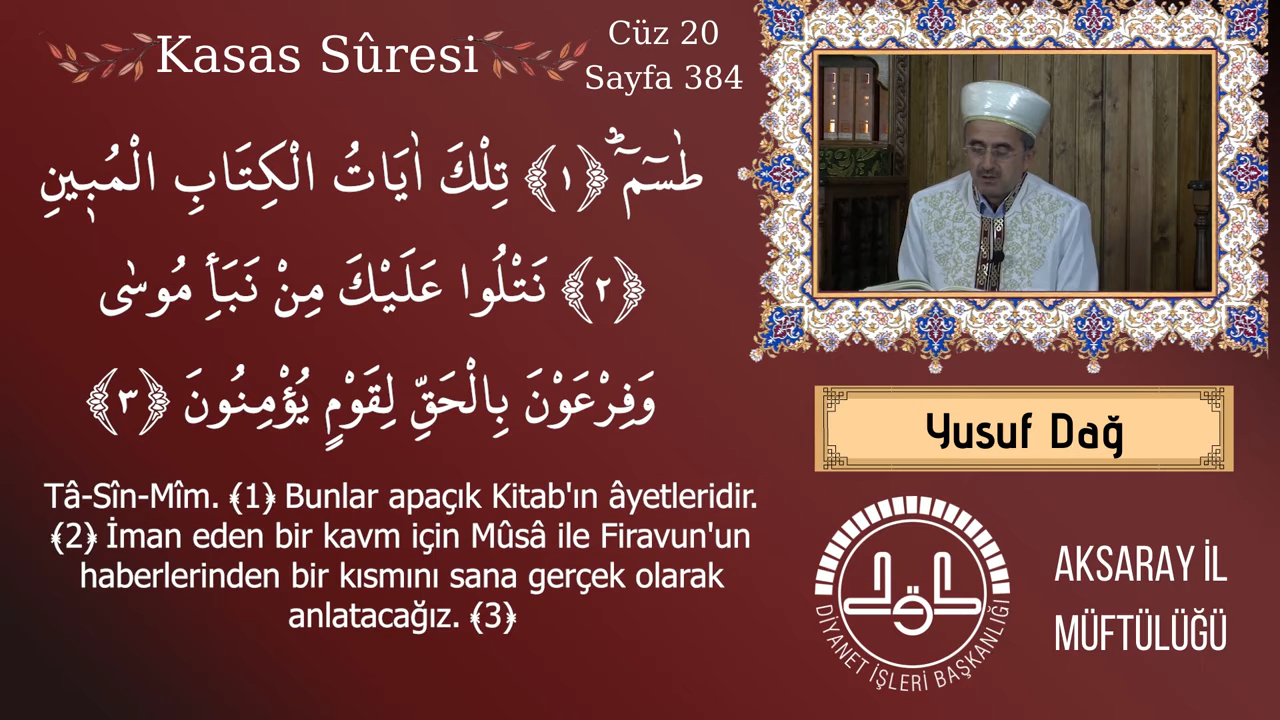 Kasas Sûresi
Cüz 20
Sayfa 384
طٰسٓمٓ ۜ ﴿١﴾ تِلْكَ اٰيَاتُ الْكِتَابِ الْمُب۪ينِ
﴿٢﴾ نَتْلُوا عَلَيْكَ مِنْ نَبَأِ مُوسٰى
وَفِرْعَوْنَ بِالْحَقِّ لِقَوْمٍ يُؤْمِنُونَ ﴿٣﴾
Tâ-Sîn-Mîm. ﴾1﴿ Bunlar apaçık Kitab'ın âyetleridir.
﴾2﴿ İman eden bir kavm için Mûsâ ile Firavun'un
haberlerinden bir kısmını sana gerçek olarak
anlatacağız. ﴾3﴿
Yusuf Dağ
DİYANET İŞLERİ BAŞKANLIĞI
AKSARAY İL
MÜFTÜLÜĞÜ